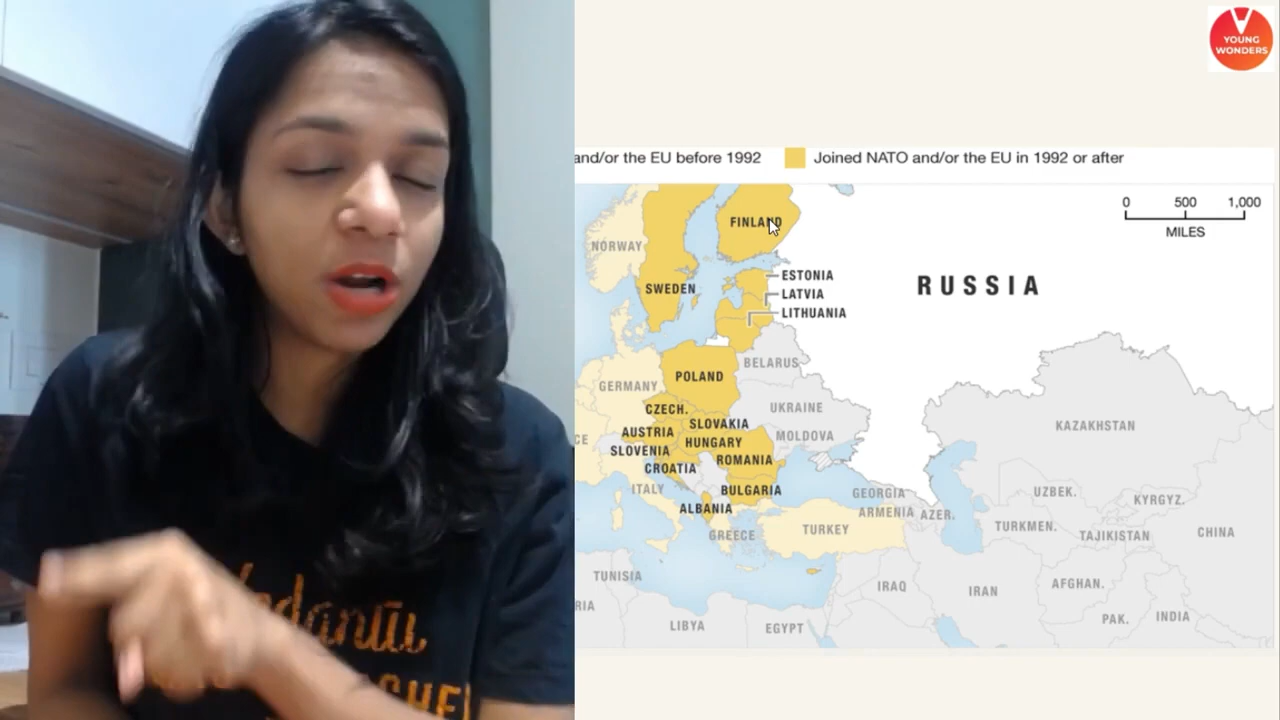 YOUNG
WONDERS
and/or the EU before 1992 Joined NATO and/or the EU in 1992 or after
0 500 1,000
MILES
FINLAND
NORWAY
RUSSIA
ESTONIA
SWEDEN
LATVIA
LITHUANIA
BELARUS
POLAND
GERMANY
CZECH.
UKRAINE
SLOVAKIA
KAZAKHSTAN
AUSTRIA
MOLDOVA
CE
HUNGARY
SLOVENIA
ROMANIA
CROATIA
ITALY
BULGARIA
GEORGIA
UZBEK.
KYRGYZ.
ALBANIA
ARMENIA
AZER.
TURKEY
TURKMEN.
TAJIKISTAN
CHINA
GREECE
TUNISIA
IRAQ
IRAN
AFGHAN.
RIA
LIBYA
EGYPT
PAK.
INDIA
edantu